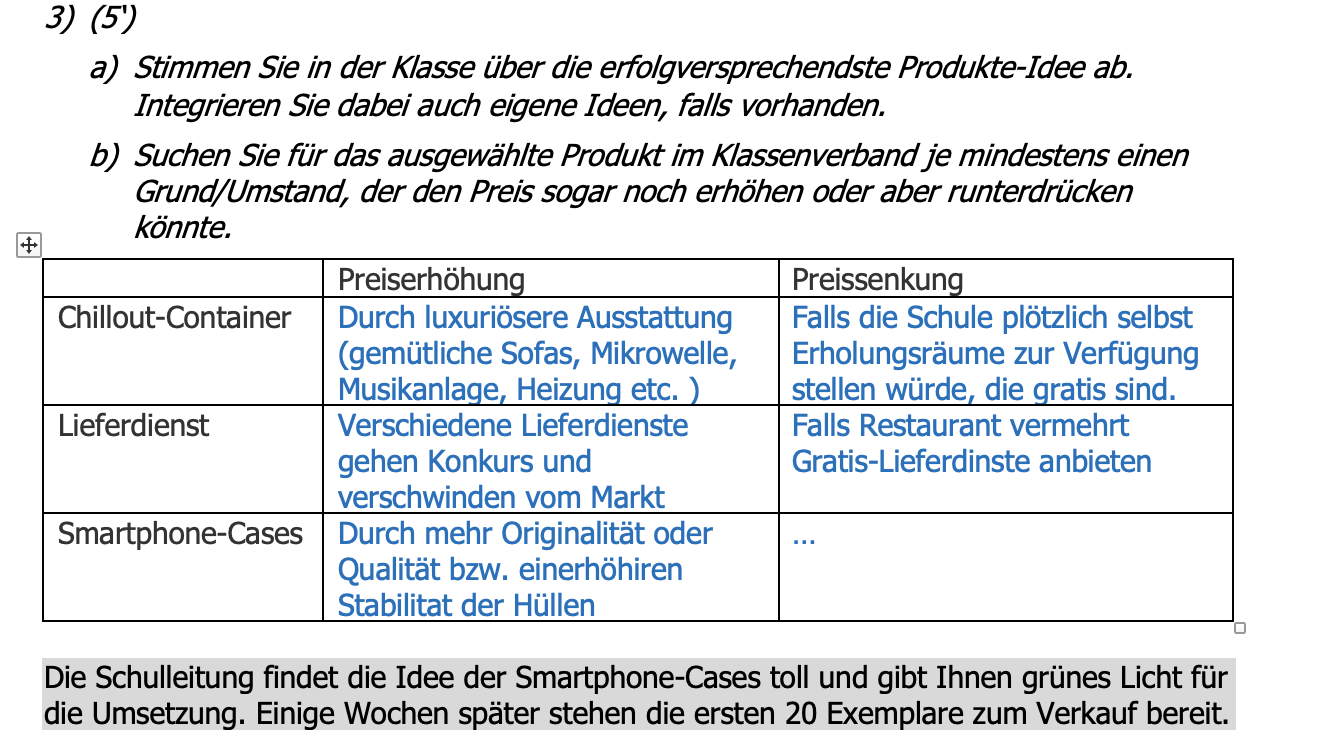 3) (5')
a) Stimmen Sie in der Klasse über die erfolgversprechendste Produkte-Idee ab.
Integrieren Sie dabei auch eigene Ideen, falls vorhanden.
b) Suchen Sie für das ausgewählte Produkt im Klassenverband je mindestens einen
Grund/Umstand, der den Preis sogar noch erhöhen oder aber runterdrücken
könnte.
Preiserhöhung Preissenkung
Chillout-Container Durch luxuriösere Ausstattung Falls die Schule plötzlich selbst
(gemütliche Sofas, Mikrowelle, Erholungsräume zur Verfügung
Musikanlage, Heizung etc. ) stellen würde, die gratis sind.
Lieferdienst Verschiedene Lieferdienste Falls Restaurant vermehrt
gehen Konkurs und Gratis-Lieferdinste anbieten
verschwinden vom Markt
Smartphone-Cases Durch mehr Originalität oder ...
Qualität bzw. einerhöhiren
Stabilitat der Hüllen
Die Schulleitung findet die Idee der Smartphone-Cases toll und gibt Ihnen grünes Licht für
die Umsetzung. Einige Wochen später stehen die ersten 20 Exemplare zum Verkauf bereit.